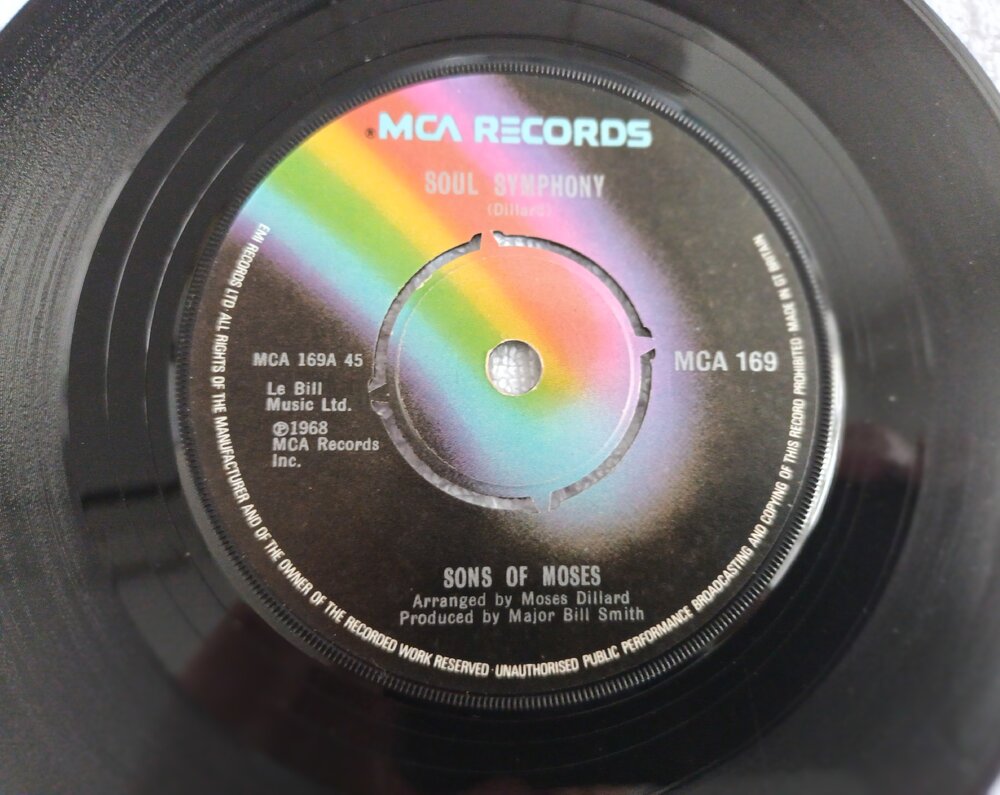 ® MCA RECORDS
SOUL SYMPHONY
(Dillard)
MCA 169A 45
Le Bill
Music Ltd.
℗1968
MCA Records
Inc.
MCA 169
SONS OF MOSES
Arranged by Moses Dillard
Produced by Major Bill Smith
EMI RECORDS LTD· ALL RIGHTS OF THE MANUFACTURER AND OF THE OWNER OF THE RECORDED WORK RESERVED · UNAUTHORISED PUBLIC PERFORMANCE BROADCASTING AND COPYING OF THIS RECORD PROHIBITED MADE IN GT BRITAIN